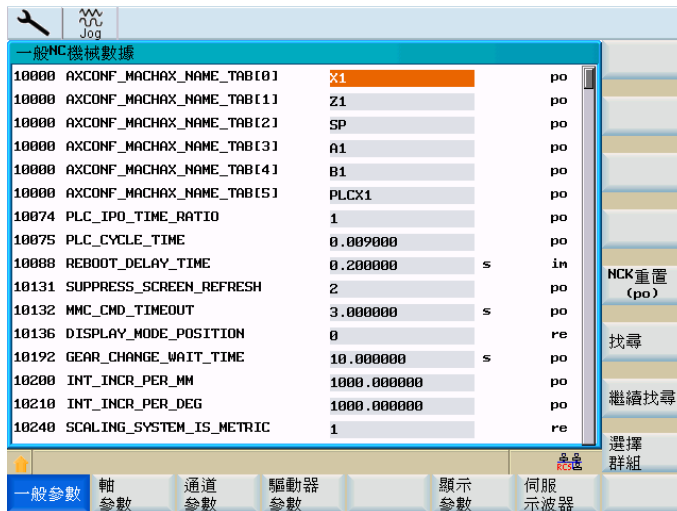 Jog
一般NC機械數據
10000 AXCONF_MACHAX_NAME_TAB[0] X1 po
10000 AXCONF_MACHAX_NAME_TAB[1] Z1 po
10000 AXCONF_MACHAX_NAME_TAB[2] SP po
10000 AXCONF_MACHAX_NAME_TAB[3] A1 po
10000 AXCONF_MACHAX_NAME_TAB[4] B1 po
10000 AXCONF_MACHAX_NAME_TAB[5] PLCX1 po
10074 PLC_IPO_TIME_RATIO 1 po
10075 PLC_CYCLE_TIME 0.009000 po
10088 REBOOT_DELAY_TIME 0.200000 s im
10131 SUPPRESS_SCREEN_REFRESH 2 po
10132 MMC_CMD_TIMEOUT 3.000000 s po
10136 DISPLAY_MODE_POSITION 0 re
10192 GEAR_CHANGE_WAIT_TIME 10.000000 s po
10200 INT_INCR_PER_MM 1000.000000 po
10210 INT_INCR_PER_DEG 1000.000000 po
10240 SCALING_SYSTEM_IS_METRIC 1 re
NCK重置
(po)
找尋
繼續找尋
選擇
群組
RCS
一般參數
軸
參數
通道
參數
驅動器
參數
顯示
參數
伺服
示波器